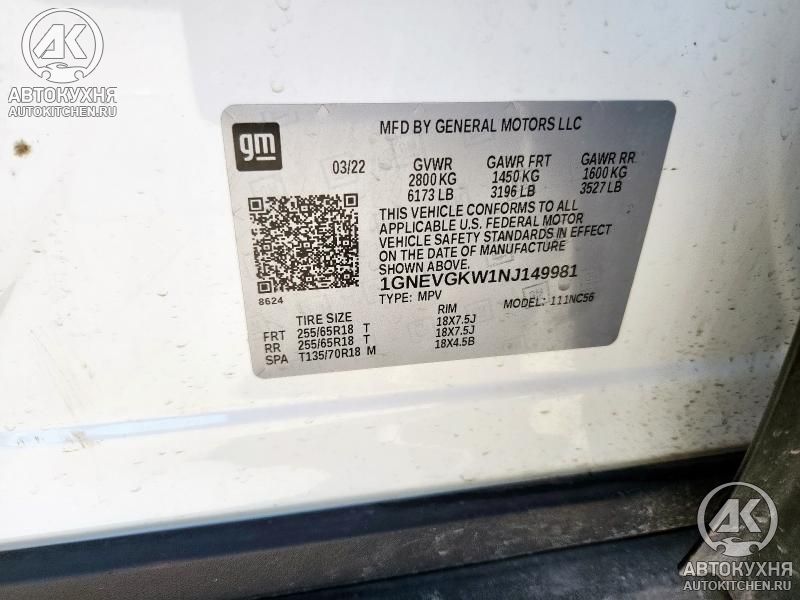 AK
АВТОКУХНЯ
AUTOKITCHEN.RU
gm
MFD BY GENERAL MOTORS LLC
03/22 GVWR GAWR FRT GAWR RR
2800 KG 1450 KG 1600 KG
6173 LB 3196 LB 3527 LB
THIS VEHICLE CONFORMS TO ALL
APPLICABLE U.S. FEDERAL MOTOR
VEHICLE SAFETY STANDARDS IN EFFECT
ON THE DATE OF MANUFACTURE
SHOWN ABOVE.
8624
1GNEVGKW1NJ149981
TYPE: MPV MODEL: 111NC56
TIRE SIZE RIM
FRT 255/65R18 T 18X7.5J
RR 255/65R18 T 18X7.5J
SPA T135/70R18 M 18X4.5B
AK
АВТОКУХНЯ
AUTOKITCHEN.RU